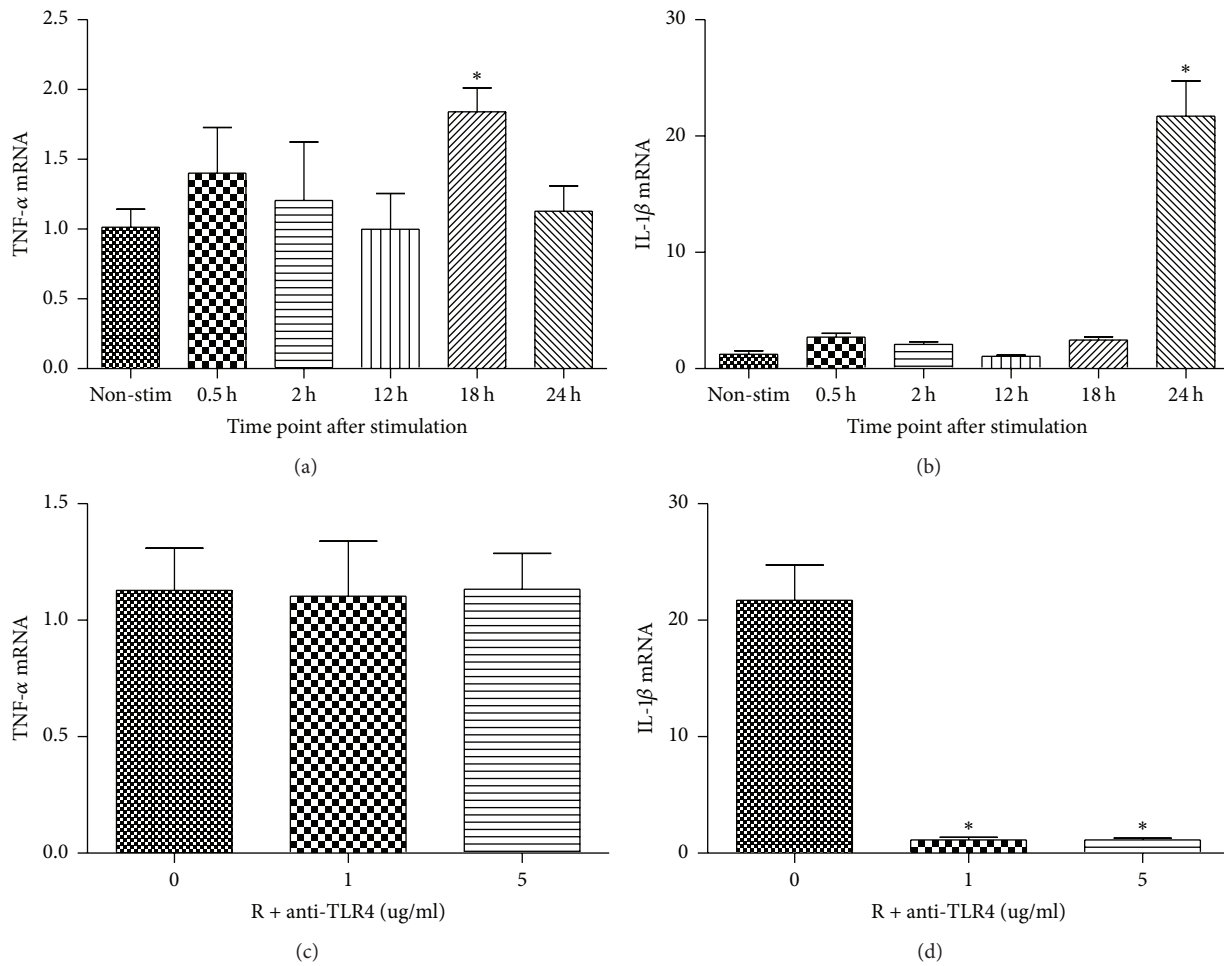 2.5
2.0
1.5
1.0
0.5
0.0
TNF-α mRNA
*
Non-stim 0.5 h 2 h 12 h 18 h 24 h
Time point after stimulation
(a)
30
20
10
0
IL-1β mRNA
*
Non-stim 0.5 h 2 h 12 h 18 h 24 h
Time point after stimulation
(b)
1.5
1.0
0.5
0.0
TNF-α mRNA
0 1 5
R + anti-TLR4 (ug/ml)
(c)
30
20
10
0
IL-1β mRNA
* *
0 1 5
R + anti-TLR4 (ug/ml)
(d)